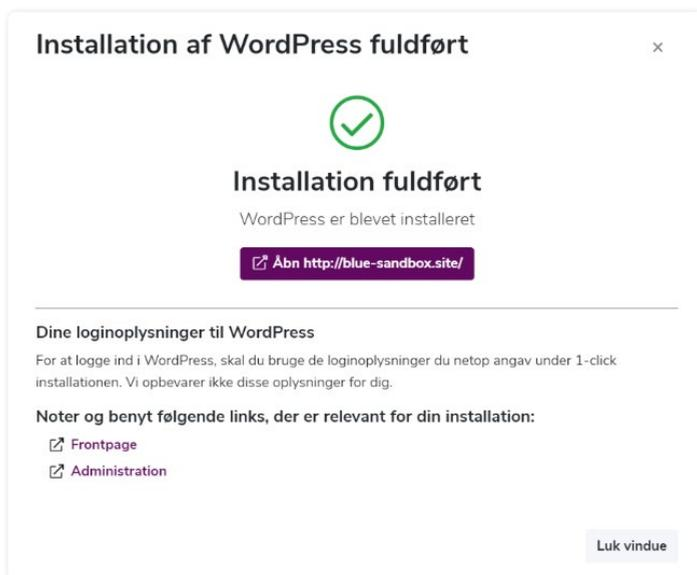 Installation af WordPress fuldført
×
Installation fuldført
WordPress er blevet installeret
Åbn http://blue-sandbox.site/
Dine loginoplysninger til WordPress
For at logge ind i WordPress, skal du bruge de loginoplysninger du netop angav under 1-click
installationen. Vi opbevarer ikke disse oplysninger for dig.
Noter og benyt følgende links, der er relevant for din installation:
Frontpage
Administration
Luk vindue